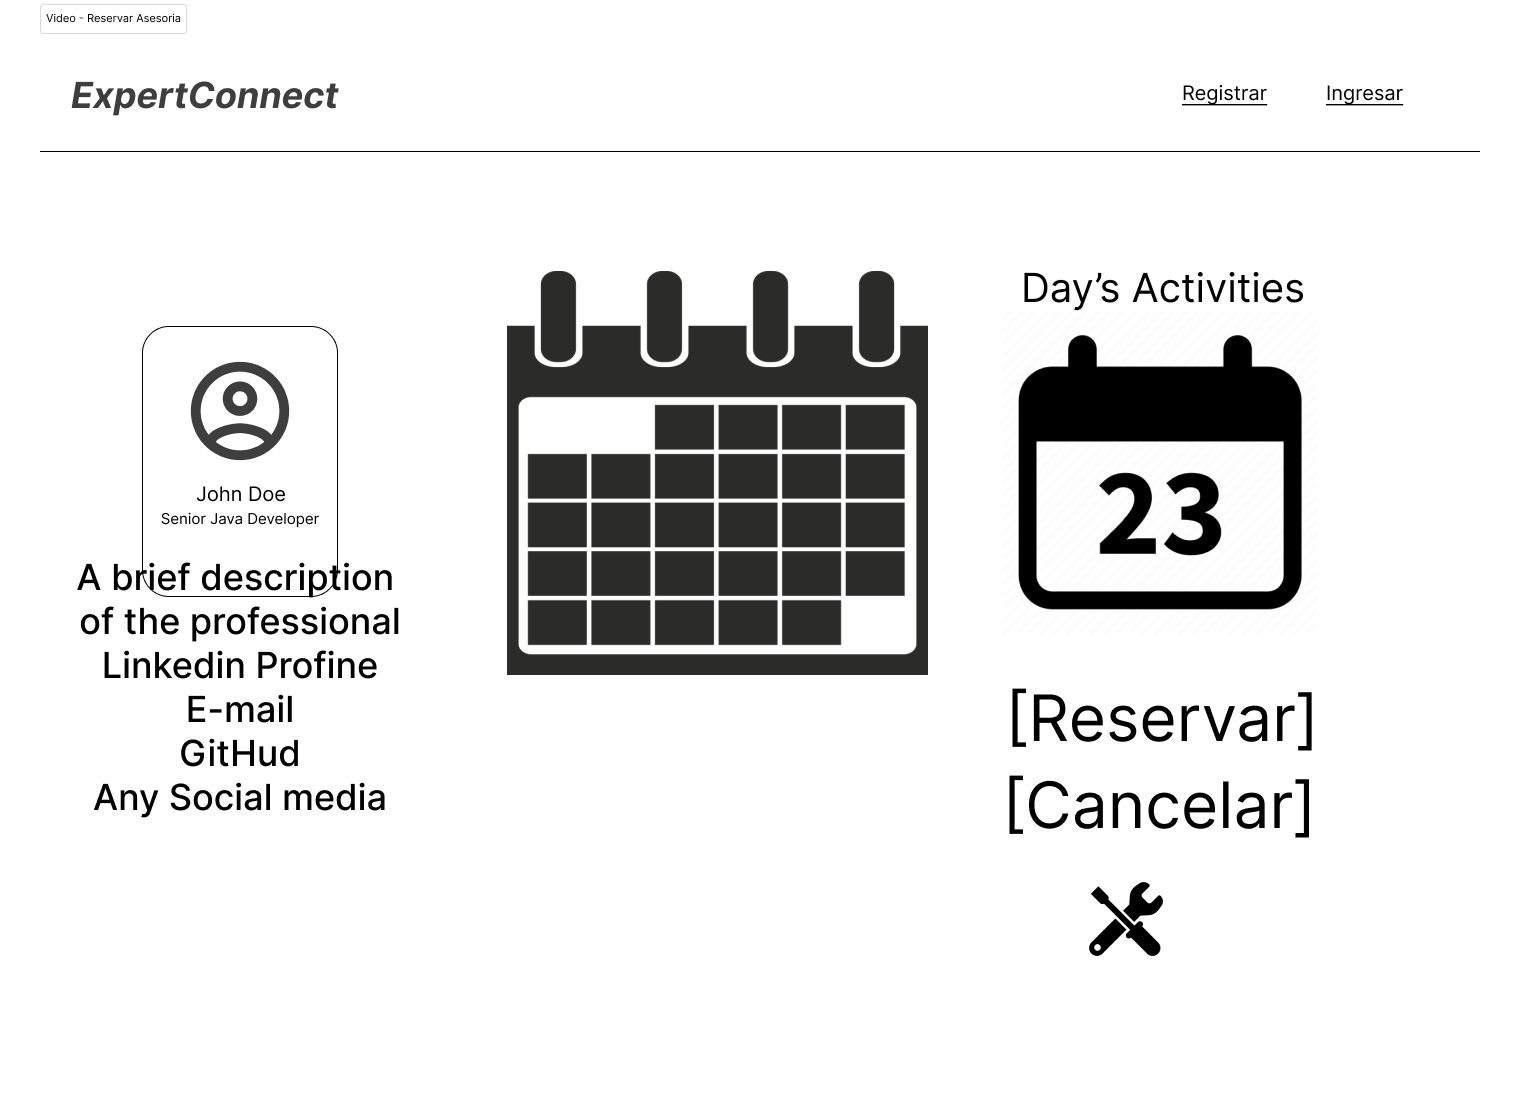 Video - Reservar Asesoria
ExpertConnect
Registrar
Ingresar
John Doe
Senior Java Developer
A brief description
of the professional
Linkedin Profine
E-mail
GitHud
Any Social media
Day’s Activities
23
[Reservar]
[Cancelar]